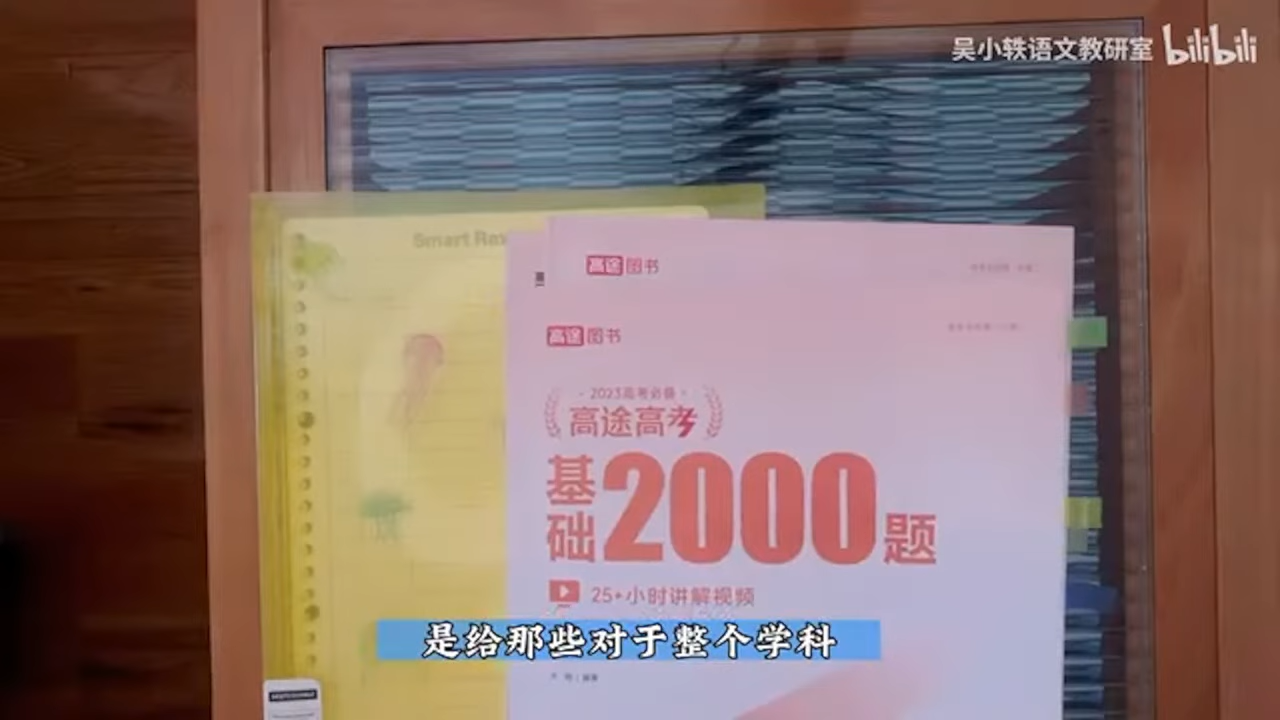 吴小轶语文教研室 bilibili
Smart
高途图书
高途图书
·2023高考必备·
高途高考
基础2000题
25+小时讲解视频
是给那些对于整个学科